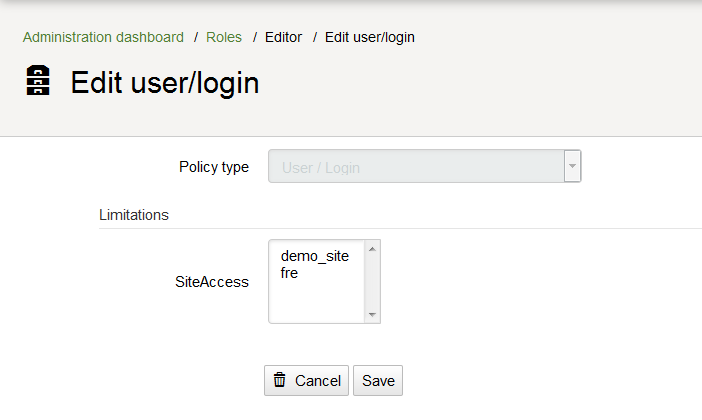 Administration dashboard / Roles / Editor / Edit user/login
Edit user/login
Policy type User / Login
Limitations
SiteAccess
demo_site
fre
Cancel Save